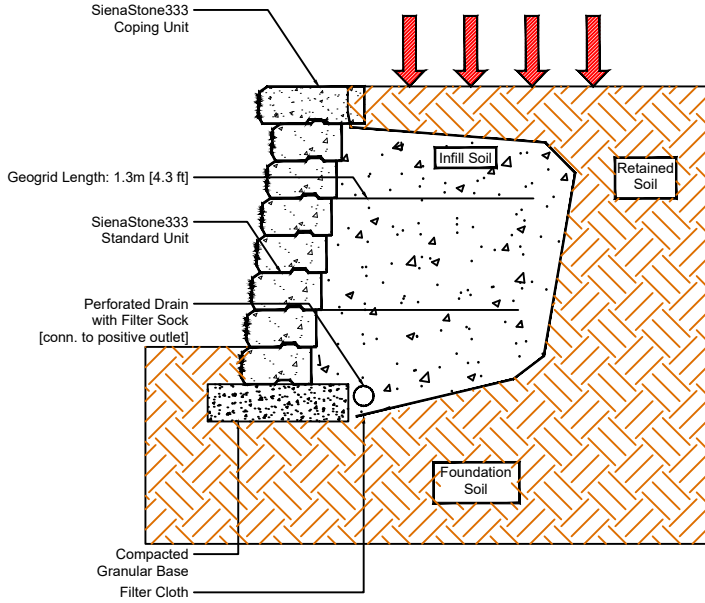 SienaStone333
Coping Unit
Infill Soil
Retained
Soil
Geogrid Length: 1.3m [4.3 ft]
SienaStone333
Standard Unit
Perforated Drain
with Filter Sock
[conn. to positive outlet]
Foundation
Soil
Compacted
Granular Base
Filter Cloth